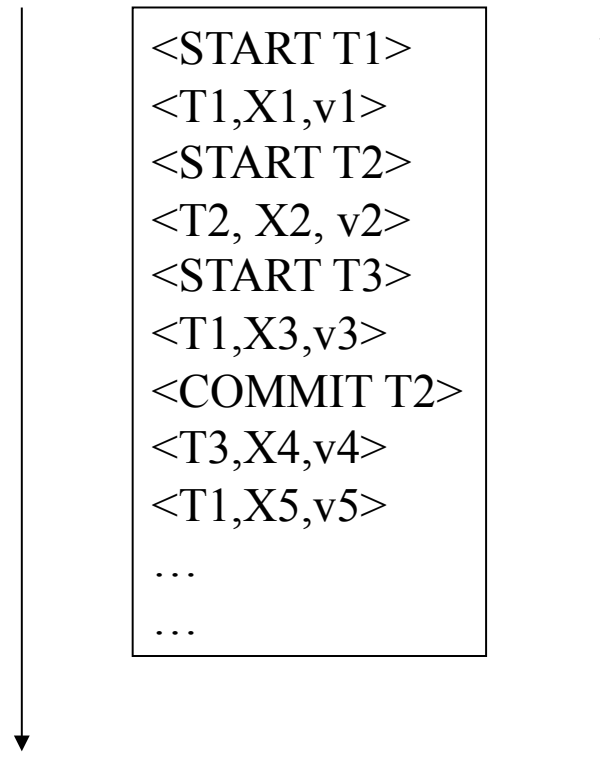 <START T1>
<T1,X1,v1>
<START T2>
<T2, X2, v2>
<START T3>
<T1,X3,v3>
<COMMIT T2>
<T3,X4,v4>
<T1,X5,v5>
…
…